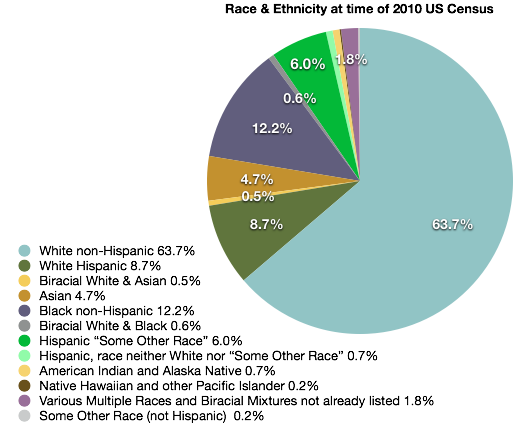 Race & Ethnicity at time of 2010 US Census
1.8%
6.0%
0.6%
12.2%
4.7%
0.5%
8.7%
63.7%
White non-Hispanic 63.7%
White Hispanic 8.7%
Biracial White & Asian 0.5%
Asian 4.7%
Black non-Hispanic 12.2%
Biracial White & Black 0.6%
Hispanic “Some Other Race” 6.0%
Hispanic, race neither White nor “Some Other Race” 0.7%
American Indian and Alaska Native 0.7%
Native Hawaiian and other Pacific Islander 0.2%
Various Multiple Races and Biracial Mixtures not already listed 1.8%
Some Other Race (not Hispanic) 0.2%